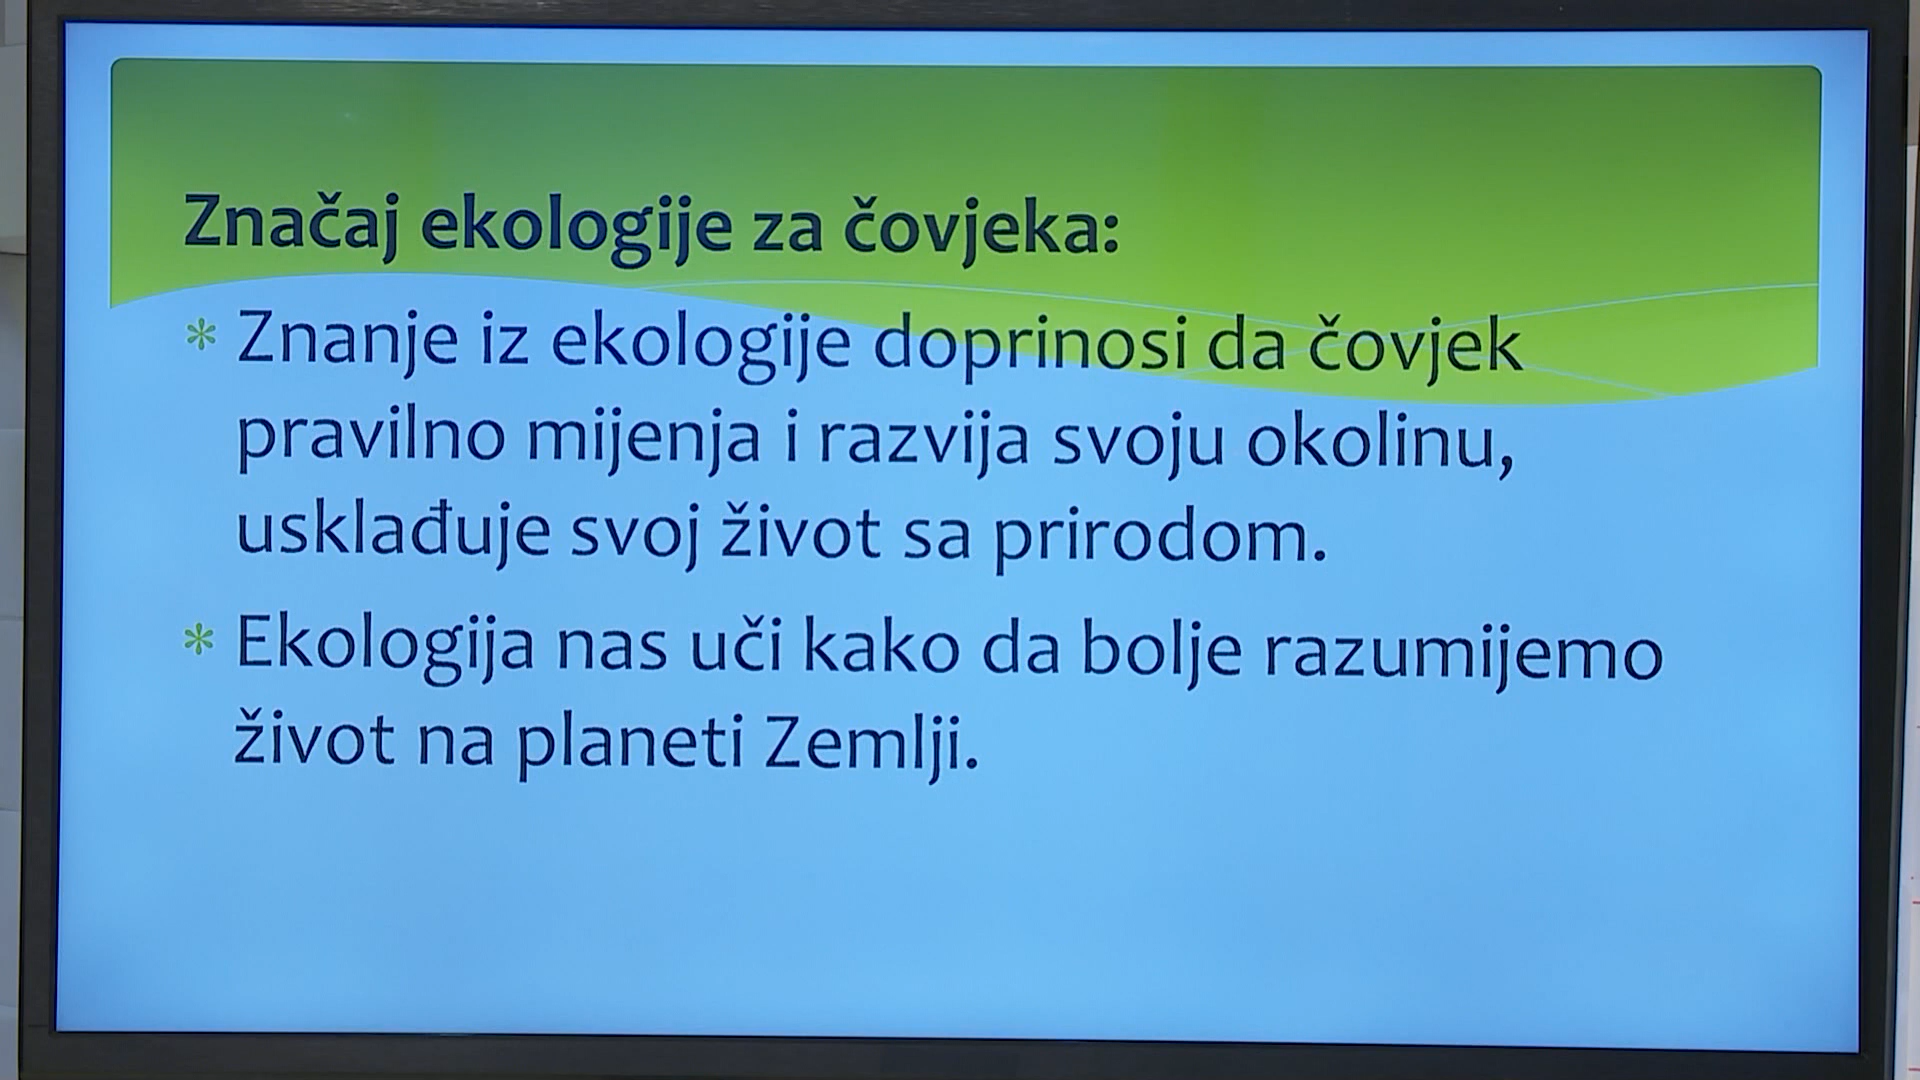 Značaj ekologije za čovjeka:
* Znanje iz ekologije doprinosi da čovjek
pravilno mijenja i razvija svoju okolinu,
usklađuje svoj život sa prirodom.
* Ekologija nas uči kako da bolje razumijemo
život na planeti Zemlji.